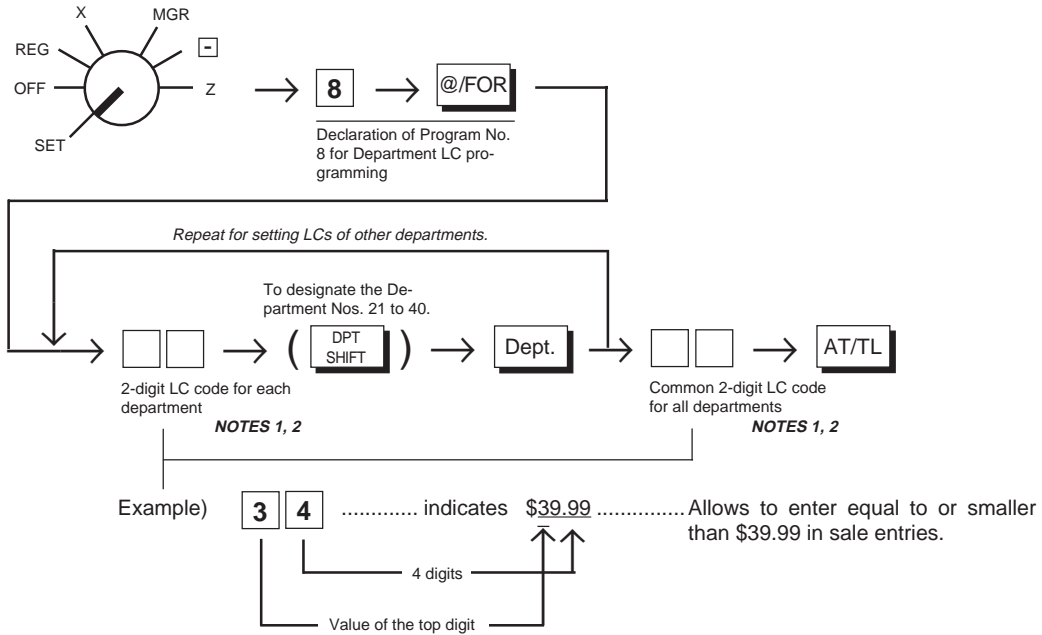 X
MGR
REG
-
OFF
Z
SET
8
@/FOR
Declaration of Program No.
8 for Department LC pro-
gramming
Repeat for setting LCs of other departments.
To designate the De-
partment Nos. 21 to 40.
( DPT
SHIFT )
Dept.
AT/TL
2-digit LC code for each
department
NOTES 1, 2
Common 2-digit LC code
for all departments
NOTES 1, 2
Example) 3 4 ............. indicates $39.99 ............... Allows to enter equal to or smaller
than $39.99 in sale entries.
4 digits
Value of the top digit